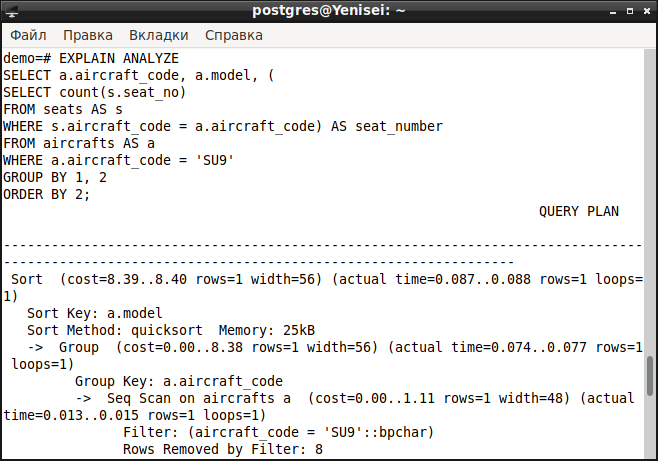 postgres@Yenisei: ~
Файл Правка Вкладки Справка
demo=# EXPLAIN ANALYZE
SELECT a.aircraft_code, a.model, (
SELECT count(s.seat_no)
FROM seats AS s
WHERE s.aircraft_code = a.aircraft_code) AS seat_number
FROM aircrafts AS a
WHERE a.aircraft_code = 'SU9'
GROUP BY 1, 2
ORDER BY 2;
QUERY PLAN
--------------------------------------------------------------------------------
----------------------------------------------------------------
Sort  (cost=8.39..8.40 rows=1 width=56) (actual time=0.087..0.088 rows=1 loops=
1)
Sort Key: a.model
Sort Method: quicksort  Memory: 25kB
->  Group  (cost=0.00..8.38 rows=1 width=56) (actual time=0.074..0.077 rows=1
loops=1)
Group Key: a.aircraft_code
->  Seq Scan on aircrafts a  (cost=0.00..1.11 rows=1 width=48) (actual
time=0.013..0.015 rows=1 loops=1)
Filter: (aircraft_code = 'SU9'::bpchar)
Rows Removed by Filter: 8